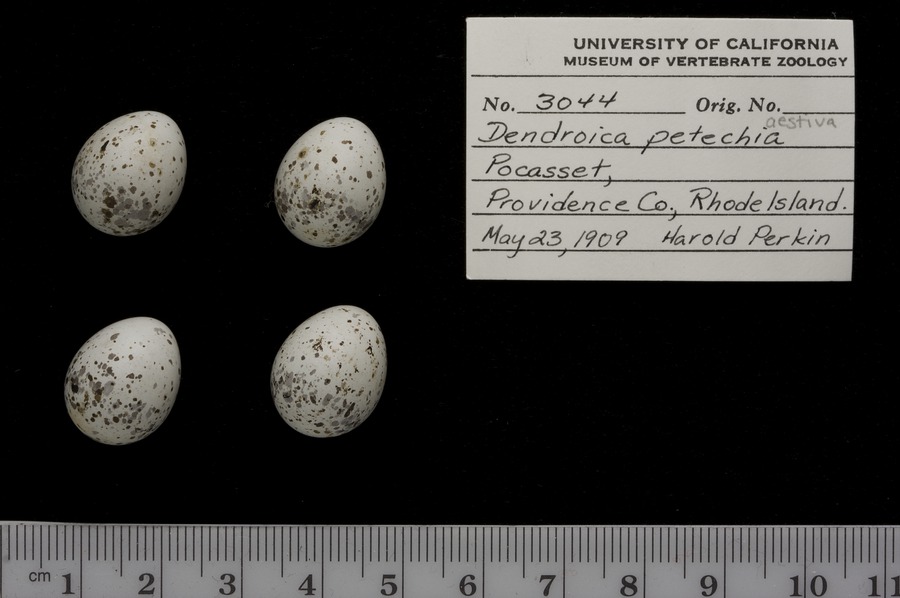 UNIVERSITY OF CALIFORNIA
MUSEUM OF VERTEBRATE ZOOLOGY
No. 3044 Orig. No.
aestiva
Dendroica petechia
Pocasset,
Providence Co., Rhode Island.
May 23, 1909 Harold Perkin
cm 1 2 3 4 5 6 7 8 9 10 11